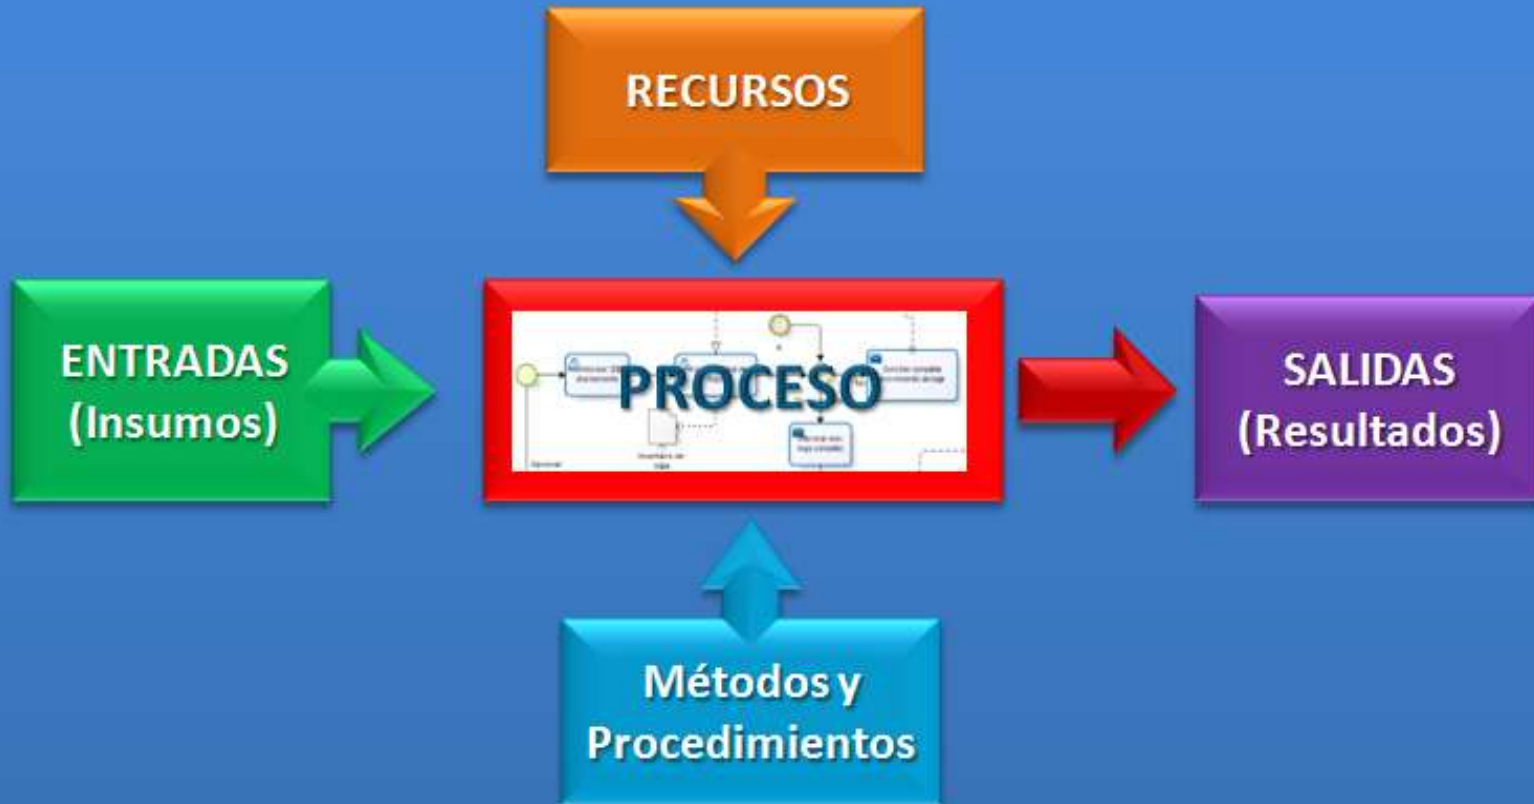 RECURSOS
ENTRADAS
(Insumos)
PROCESO
SALIDAS
(Resultados)
Métodos y
Procedimientos